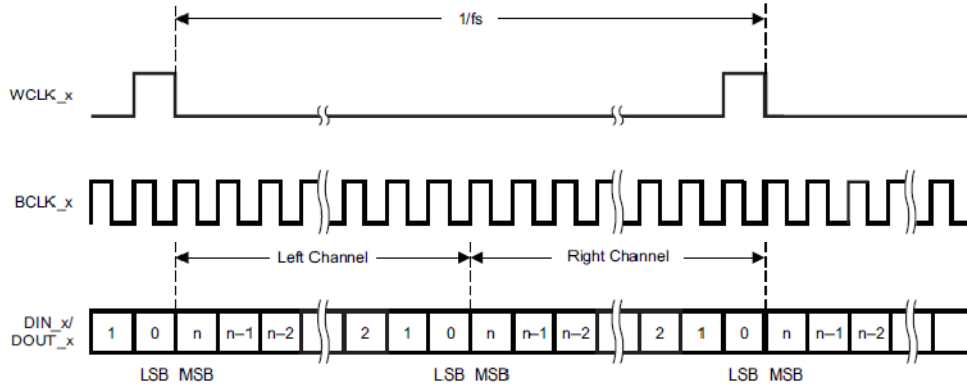 1/fs
WCLK_x
BCLK_x
Left Channel Right Channel
DIN_x/
DOUT_x
1 0 n n–1 n–2 2 1 0 n n–1 n–2 2 1 0 n n–1 n–2
LSB MSB LSB MSB LSB MSB